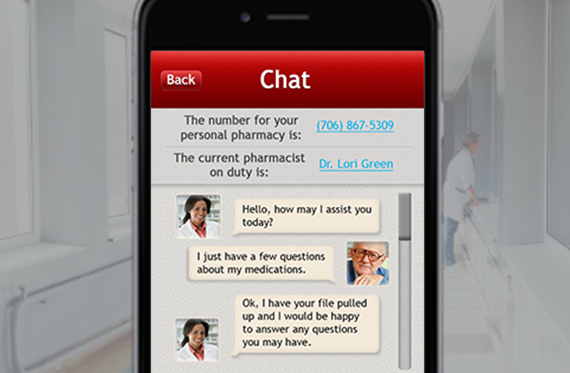 Back
Chat
The number for your
personal pharmacy is:
(706) 867-5309
The current pharmacist
on duty is:
Dr. Lori Green
Hello, how may I assist you
today?
I just have a few questions
about my medications.
Ok, I have your file pulled
up and I would be happy
to answer any questions
you may have.